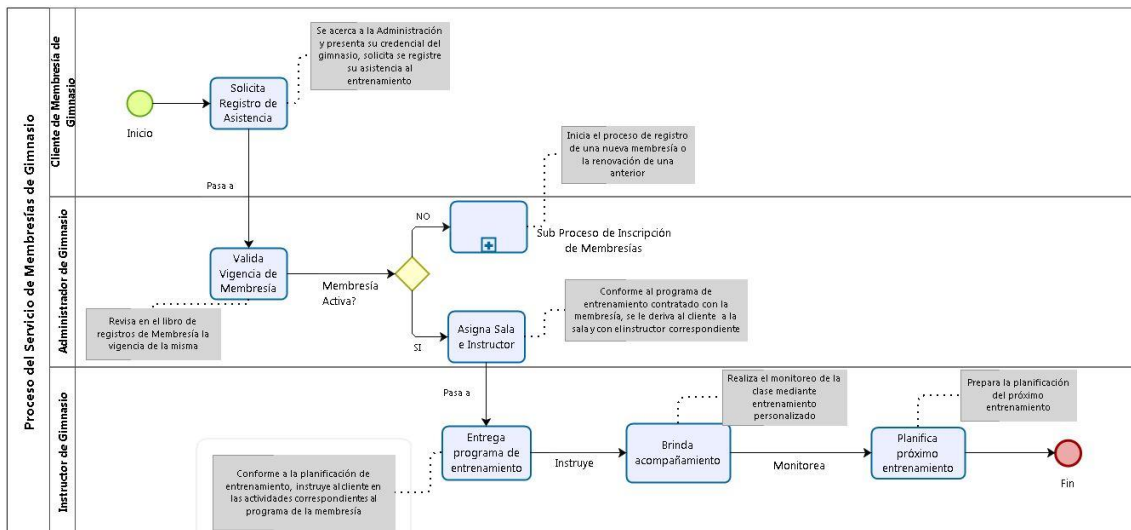 Proceso del Servicio de Membresías de Gimnasio
Cliente de Membresía de
Gimnasio
Se acerca a la Administración
y presenta su credencial del
gimnasio, solicita se registre
su asistencia al
entrenamiento
Solicita
Registro de
Asistencia
Inicio
Inicia el proceso de registro
de una nueva membresía o
la renovación de una
anterior
Pasa a
Administrador de Gimnasio
NO
Sub Proceso de Inscripción
de Membresías
Valida
Vigencia de
Membresía
Membresía
Activa?
Conforme al programa de
entrenamiento contratado con la
membresía, se le deriva al cliente a la
sala y con el instructor correspondiente
Revisa en el libro de
registros de Membresía la
vigencia de la misma
SI
Asigna Sala
e Instructor
Instructor de Gimnasio
Pasa a
Realiza el monitoreo de la
clase mediante
entrenamiento
personalizado
Prepara la planificación
del próximo
entrenamiento
Entrega
programa de
entrenamiento
Instruye
Brinda
acompañamiento
Monitorea
Planifica
próximo
entrenamiento
Fin
Conforme a la planificación de
entrenamiento, instruye al cliente en
las actividades correspondientes al
programa de la membresía